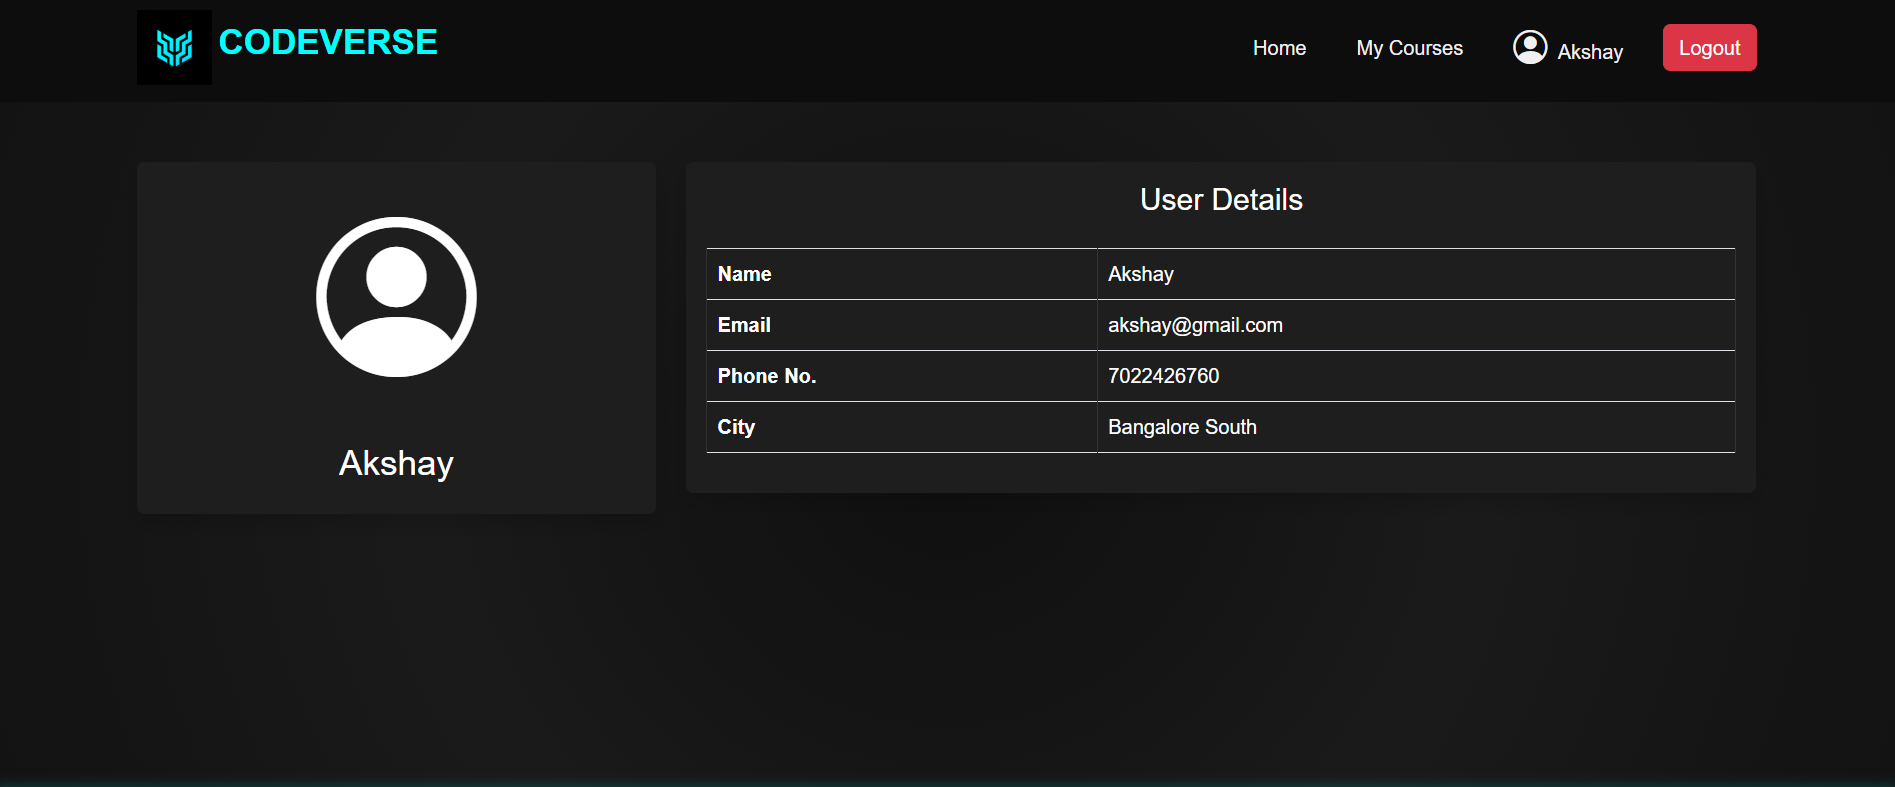 CODEVERSE
Home
My Courses
Akshay
Logout
Akshay
User Details
Name Akshay
Email akshay@gmail.com
Phone No. 7022426760
City Bangalore South